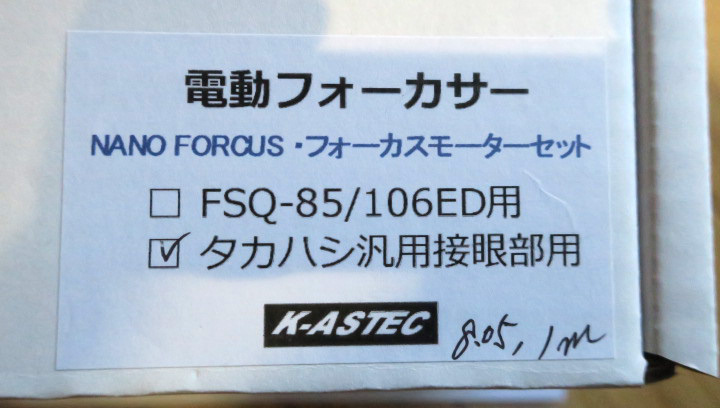 電動フォーカサー
NANO FORCUS・フォーカスモーターセット
□ FSQ-85/106ED用
☑ タカハシ汎用接眼部用
K-ASTEC
8.05, 1m